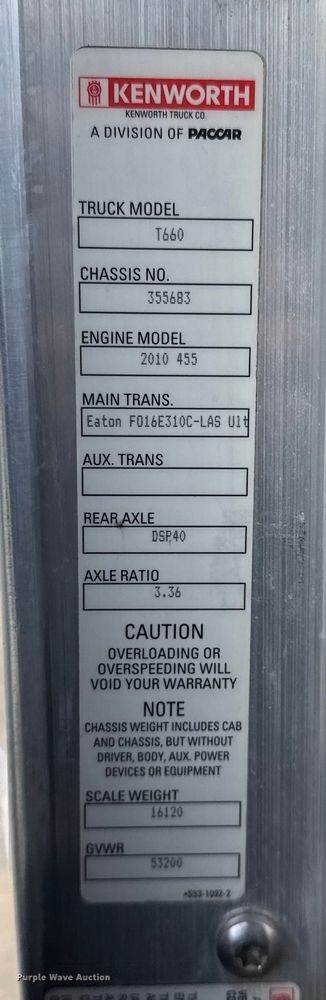 KENWORTH
KENWORTH TRUCK CO.
A DIVISION OF PACCAR
TRUCK MODEL
T660
CHASSIS NO.
355683
ENGINE MODEL
2010 455
MAIN TRANS.
Eaton FO16E310C-LAS Ult
AUX. TRANS
REAR AXLE
DSP40
AXLE RATIO
3.36
CAUTION
OVERLOADING OR
OVERSPEEDING WILL
VOID YOUR WARRANTY
NOTE
CHASSIS WEIGHT INCLUDES CAB
AND CHASSIS, BUT WITHOUT
DRIVER, BODY, AUX. POWER
DEVICES OR EQUIPMENT
SCALE WEIGHT
16120
GVWR
53200
S53-1092-2
Purple Wave Auction